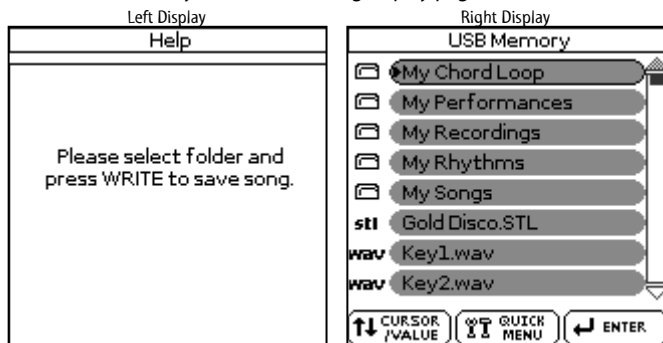 Left Display
Help
Please select folder and
press WRITE to save song.
Right Display
USB Memory
My Chord Loop
My Performances
My Recordings
My Rhythms
My Songs
stl Gold Disco.STL
wav Key1.wav
wav Key2.wav
CURSOR
/VALUE
QUICK
MENU
ENTER